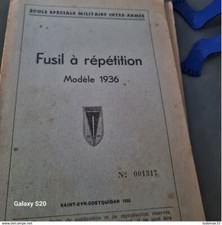 ÉCOLE SPÉCIALE MILITAIRE INTER-ARMES
Fusil à répétition
Modèle 1936
N: 001317
SAINT-CYR-COËTQUIDAN
Galaxy S20